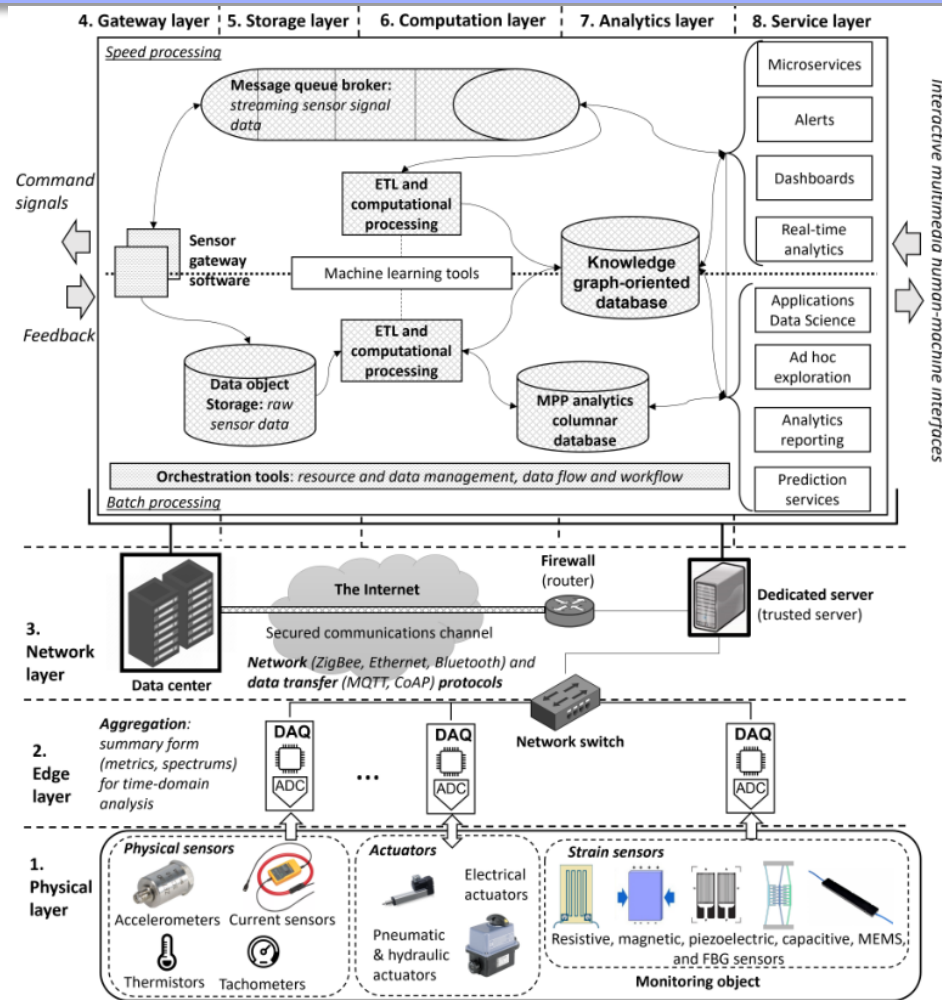 4. Gateway layer
5. Storage layer
6. Computation layer
7. Analytics layer
8. Service layer
Speed processing
Message queue broker:
streaming sensor signal
data
Microservices
Alerts
Dashboards
Real-time
analytics
Command
signals
Feedback
Sensor
gateway
software
ETL and
computational
processing
Machine learning tools
ETL and
computational
processing
Knowledge
graph-oriented
database
Data object
Storage: raw
sensor data
MPP analytics
columnar
database
Applications
Data Science
Ad hoc
exploration
Analytics
reporting
Prediction
services
Interactive multimedia human-machine interfaces
Orchestration tools: resource and data management, data flow and workflow
Batch processing
3.
Network
layer
Data center
The Internet
Secured communications channel
Network (ZigBee, Ethernet, Bluetooth) and
data transfer (MQTT, CoAP) protocols
Firewall
(router)
Dedicated server
(trusted server)
Network switch
2.
Edge
layer
Aggregation:
summary form
(metrics, spectrums)
for time-domain
analysis
DAQ
ADC
...
DAQ
ADC
DAQ
ADC
1.
Physical
layer
Physical sensors
Accelerometers
Current sensors
Thermistors
Tachometers
Actuators
Electrical
actuators
Pneumatic
& hydraulic
actuators
Strain sensors
Resistive, magnetic, piezoelectric, capacitive, MEMS,
and FBG sensors
Monitoring object